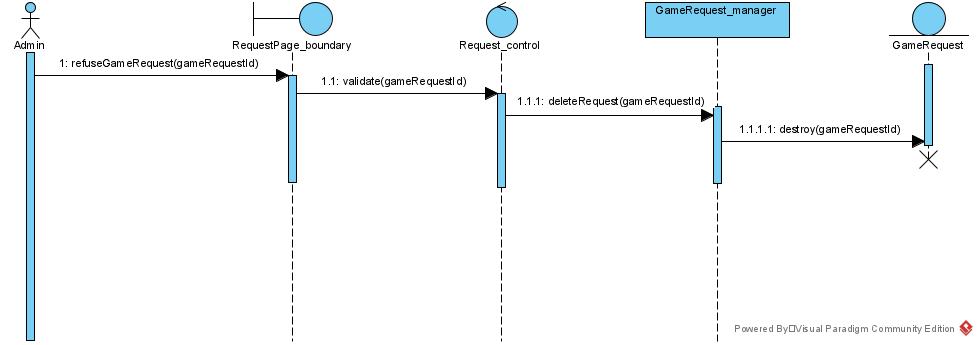 GameRequest_manager
Admin
RequestPage_boundary
Request_control
GameRequest
1: refuseGameRequest(gameRequestId)
1.1: validate(gameRequestId)
1.1.1: deleteRequest(gameRequestId)
1.1.1.1: destroy(gameRequestId)
Powered By□Visual Paradigm Community Edition